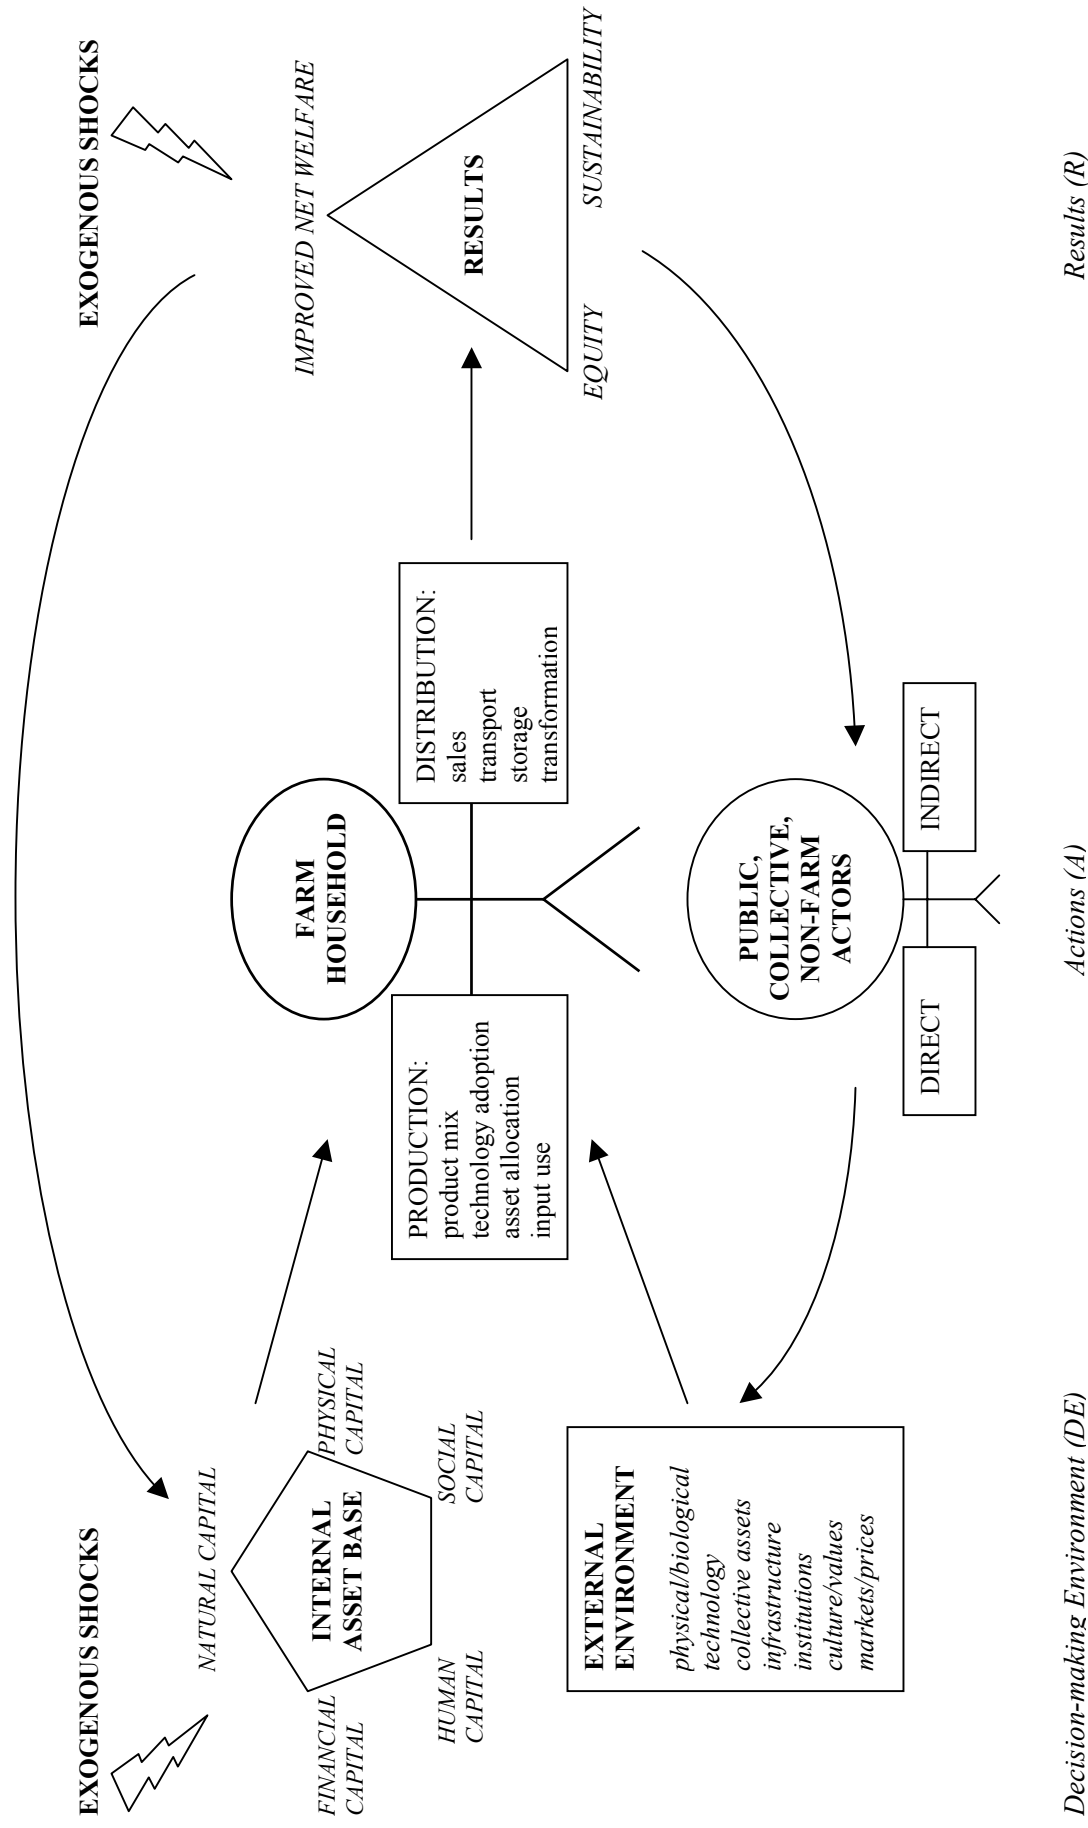 EXOGENOUS SHOCKS
EXOGENOUS SHOCKS
NATURAL CAPITAL
INTERNAL
ASSET BASE
FINANCIAL
CAPITAL
PHYSICAL
CAPITAL
HUMAN
CAPITAL
SOCIAL
CAPITAL
EXTERNAL
ENVIRONMENT
physical/biological
technology
collective assets
infrastructure
institutions
culture/values
markets/prices
FARM
HOUSEHOLD
PRODUCTION:
product mix
technology adoption
asset allocation
input use
DISTRIBUTION:
sales
transport
storage
transformation
PUBLIC,
COLLECTIVE,
NON-FARM
ACTORS
DIRECT
INDIRECT
IMPROVED NET WELFARE
RESULTS
EQUITY
SUSTAINABILITY
Decision-making Environment (DE)
Actions (A)
Results (R)